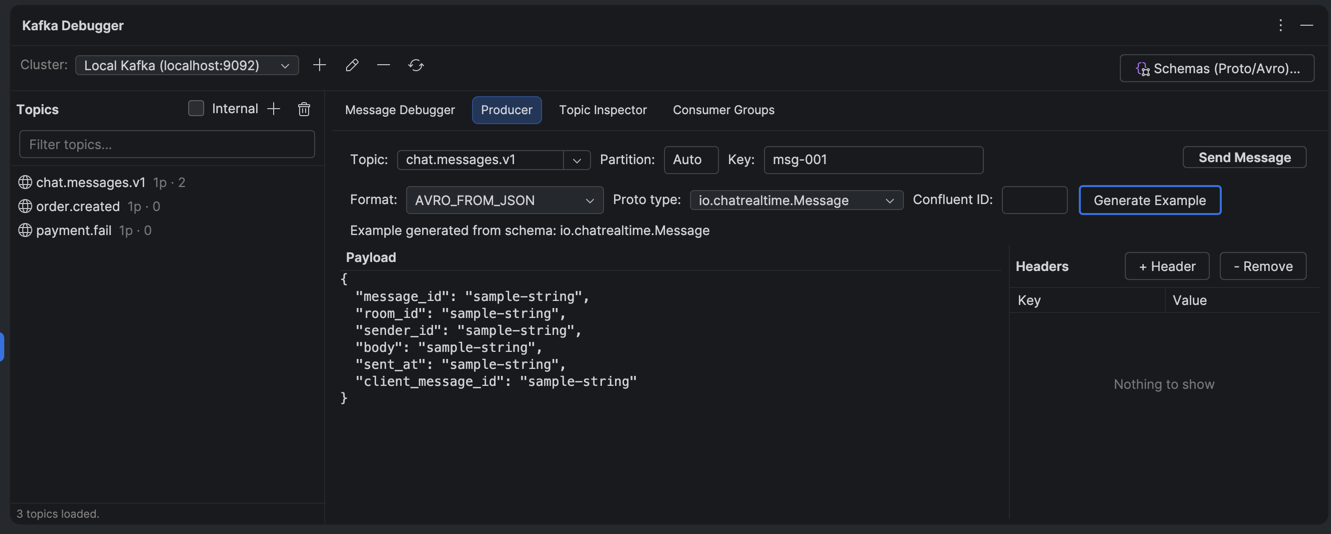 Kafka Debugger
Cluster: Local Kafka (localhost:9092) Schemas (Proto/Avro)...
Topics Internal
Filter topics...
chat.messages.v1 1p · 2
order.created 1p · 0
payment.fail 1p · 0
3 topics loaded.
Message Debugger Producer Topic Inspector Consumer Groups
Topic: chat.messages.v1 Partition: Auto Key: msg-001 Send Message
Format: AVRO_FROM_JSON Proto type: io.chatrealtime.Message Confluent ID: Generate Example
Example generated from schema: io.chatrealtime.Message
Payload
{
  "message_id": "sample-string",
  "room_id": "sample-string",
  "sender_id": "sample-string",
  "body": "sample-string",
  "sent_at": "sample-string",
  "client_message_id": "sample-string"
}
Headers + Header - Remove
Key Value
Nothing to show